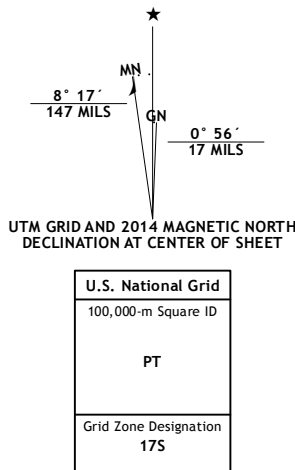 ★
MN
8° 17´
147 MILS
GN
0° 56´
17 MILS
UTM GRID AND 2014 MAGNETIC NORTH
DECLINATION AT CENTER OF SHEET
U.S. National Grid
100,000-m Square ID
PT
Grid Zone Designation
17S